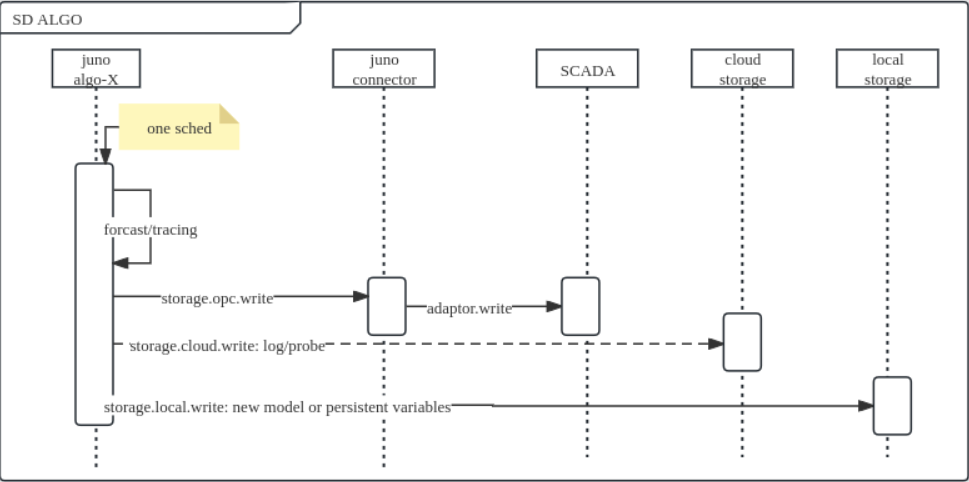 SD ALGO
juno
algo-X
juno
connector
SCADA
cloud
storage
local
storage
one sched
forcast/tracing
storage.opc.write
adaptor.write
storage.cloud.write: log/probe
storage.local.write: new model or persistent variables